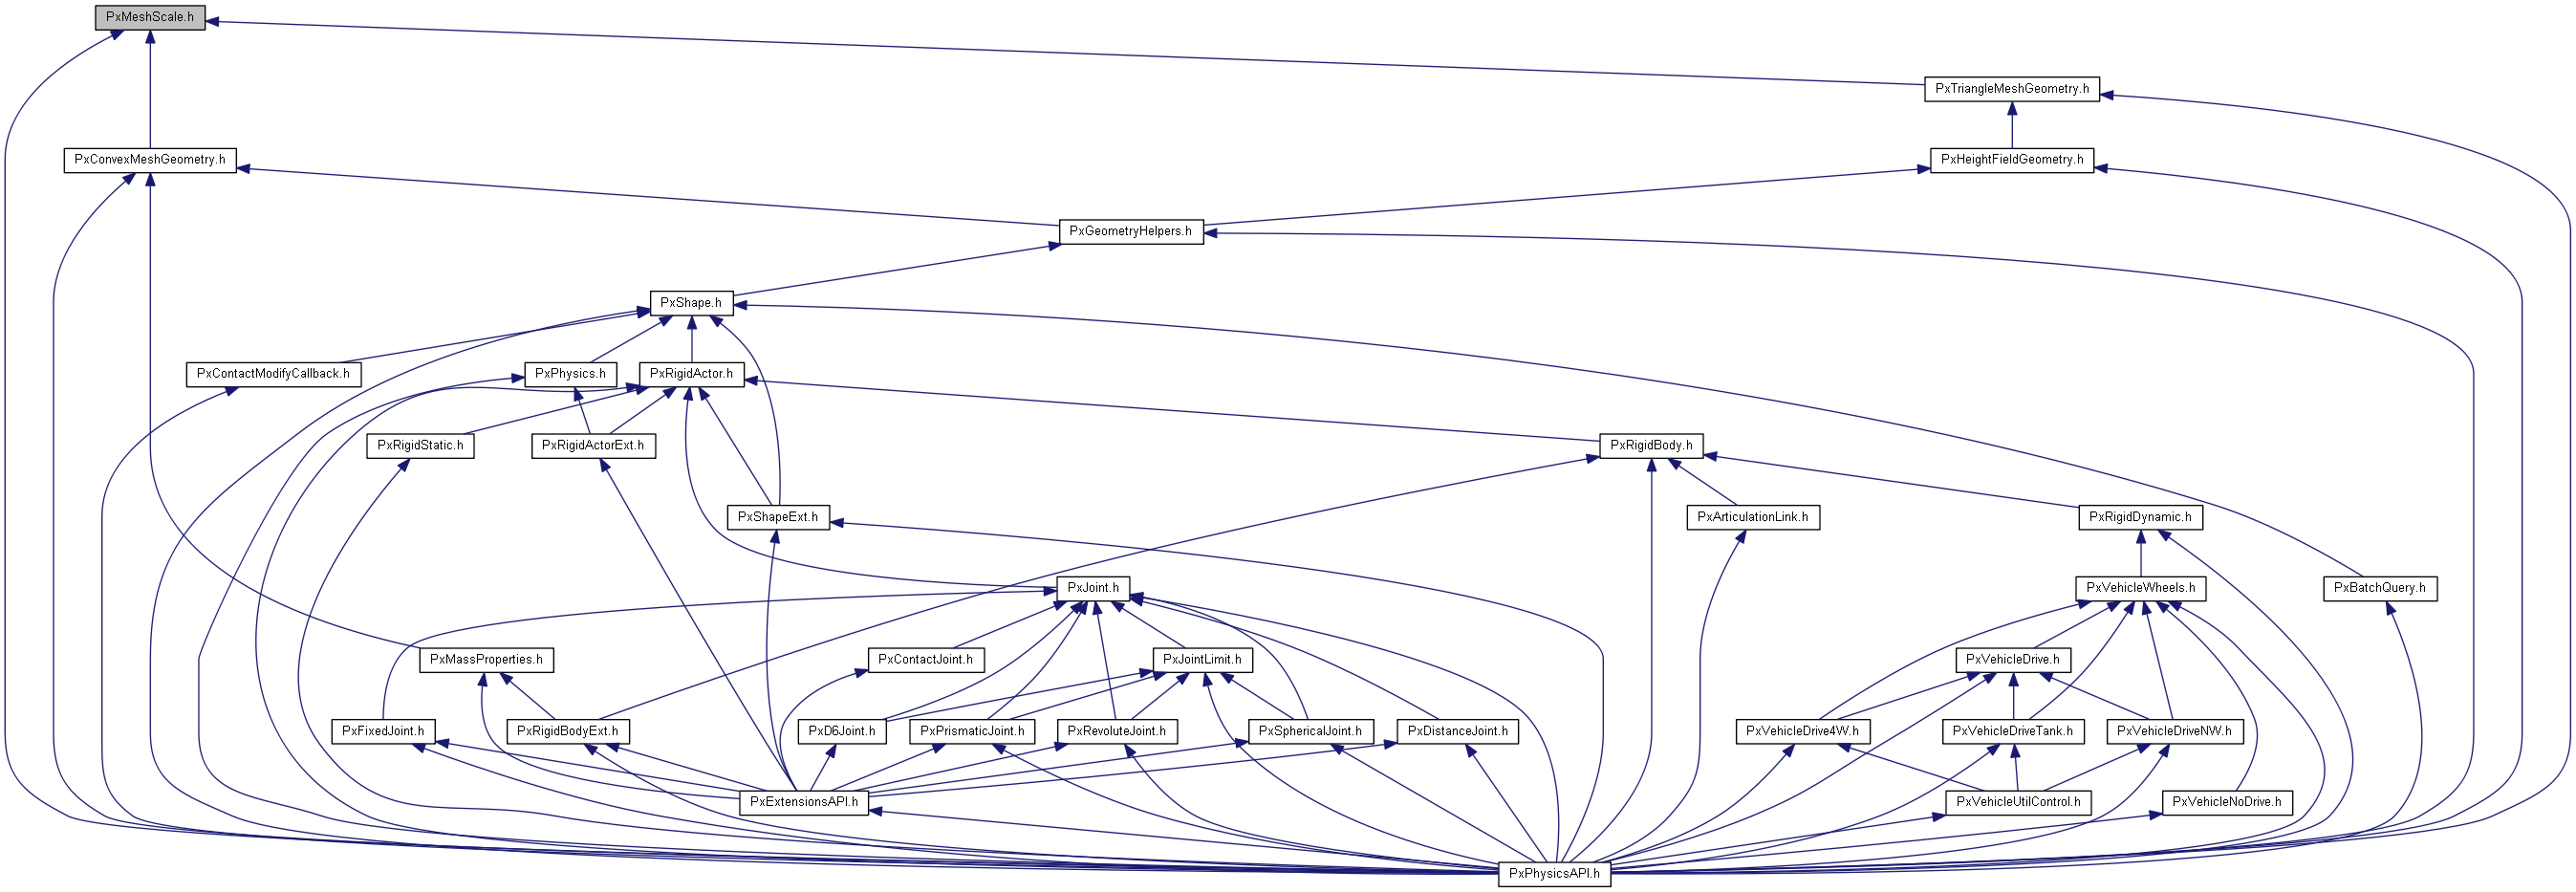 PxMeshScale.h
PxTriangleMeshGeometry.h
PxConvexMeshGeometry.h
PxHeightFieldGeometry.h
PxGeometryHelpers.h
PxShape.h
PxContactModifyCallback.h
PxPhysics.h
PxRigidActor.h
PxRigidStatic.h
PxRigidActorExt.h
PxRigidBody.h
PxShapeExt.h
PxArticulationLink.h
PxRigidDynamic.h
PxJoint.h
PxVehicleWheels.h
PxBatchQuery.h
PxMassProperties.h
PxContactJoint.h
PxJointLimit.h
PxVehicleDrive.h
PxFixedJoint.h
PxRigidBodyExt.h
PxD6Joint.h
PxPrismaticJoint.h
PxRevoluteJoint.h
PxSphericalJoint.h
PxDistanceJoint.h
PxVehicleDrive4W.h
PxVehicleDriveTank.h
PxVehicleDriveNW.h
PxExtensionsAPI.h
PxVehicleUtilControl.h
PxVehicleNoDrive.h
PxPhysicsAPI.h